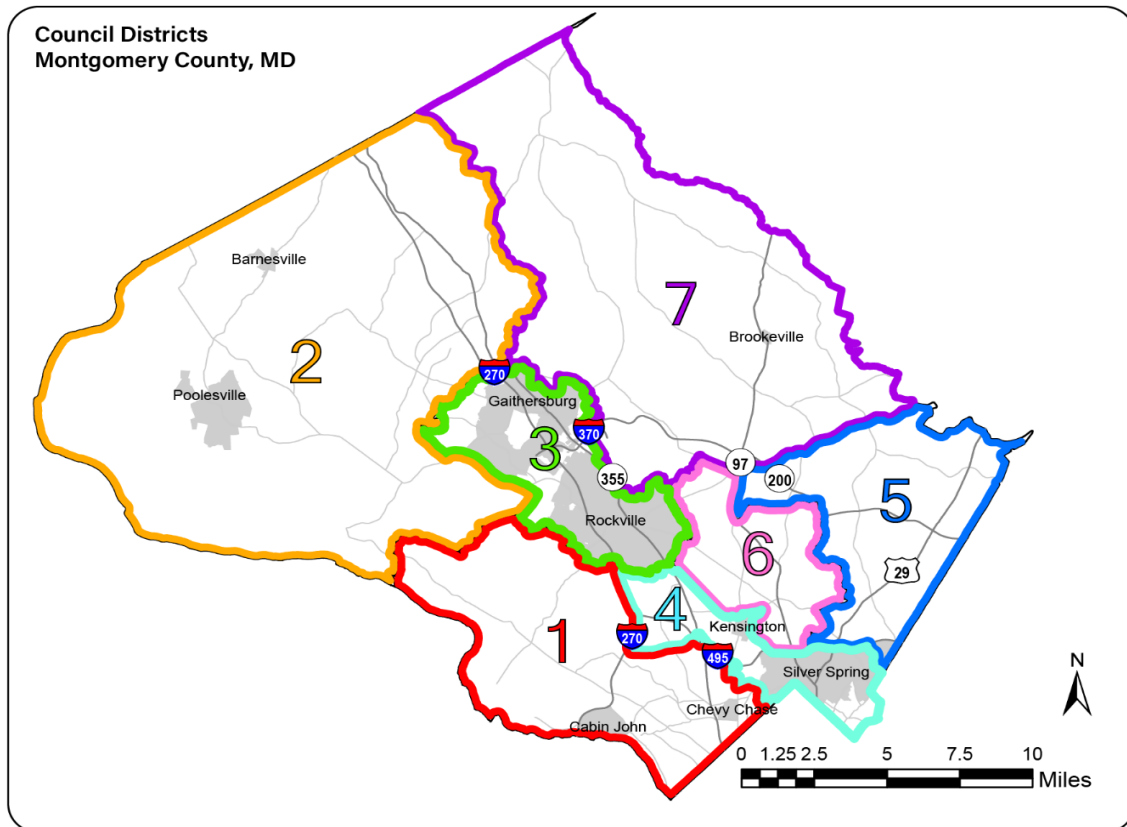 Council Districts
Montgomery County, MD
Barnesville
7
Brookeville
2
270
Poolesville
Gaithersburg
370
3
97
355
200
5
Rockville
6
29
4
1
Kensington
270
495
Silver Spring
N
Chevy Chase
Cabin John
0 1.25 2.5 5 7.5 10
Miles